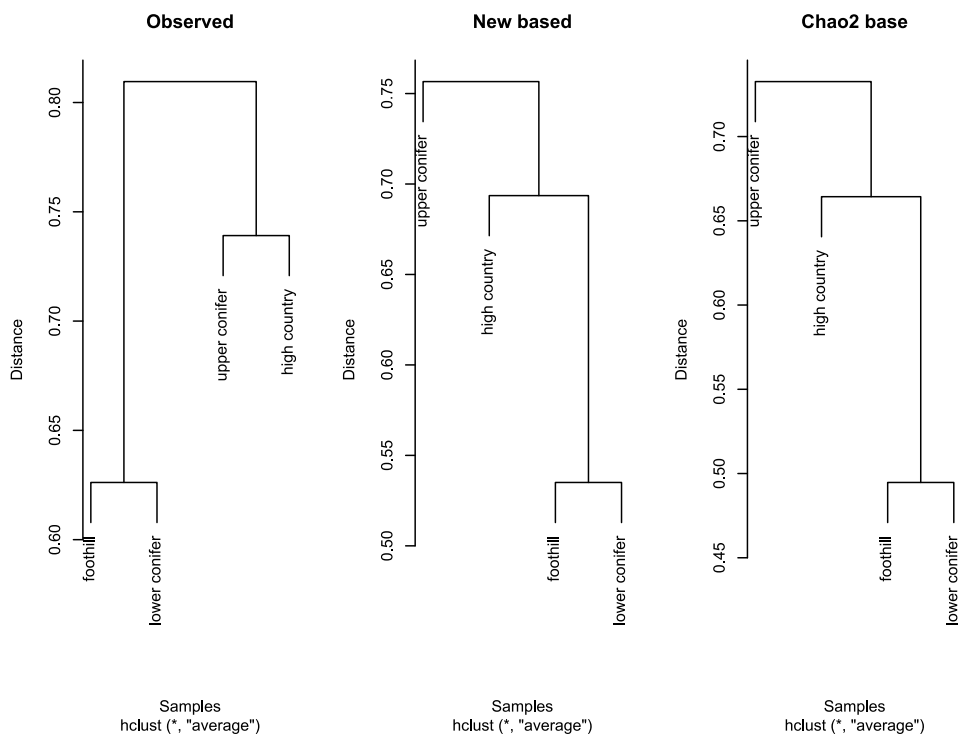 Observed
Distance
0.80
0.75
0.70
0.65
0.60
foothill
lower conifer
upper conifer
high country
Samples
hclust (*, "average")
New based
Distance
0.75
0.70
0.65
0.60
0.55
0.50
upper conifer
high country
foothill
lower conifer
Samples
hclust (*, "average")
Chao2 base
Distance
0.70
0.65
0.60
0.55
0.50
0.45
upper conifer
high country
foothill
lower conifer
Samples
hclust (*, "average")